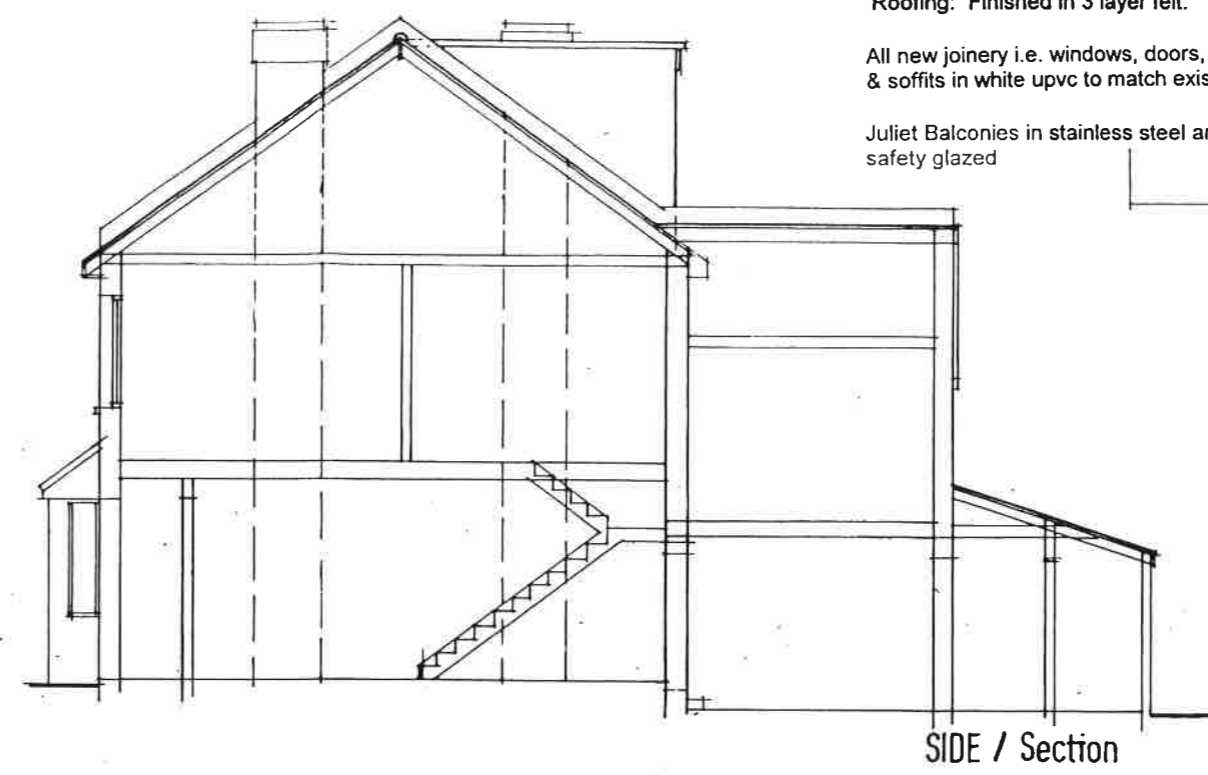 Roofing: Finished in 3 layer felt.
All new joinery i.e. windows, doors,
& soffits in white upvc to match exis
Juliet Balconies in stainless steel ar
safety glazed
SIDE / Section